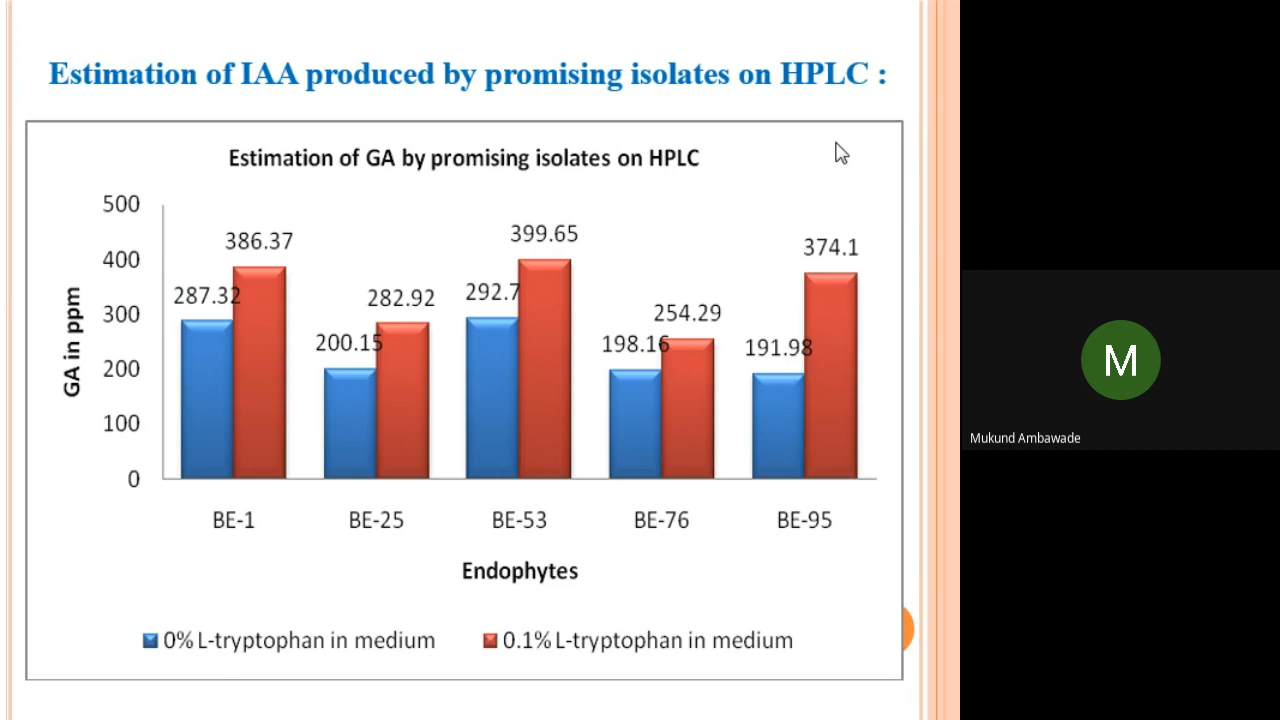 Estimation of IAA produced by promising isolates on HPLC :
Estimation of GA by promising isolates on HPLC
GA in ppm
500
400
300
200
100
0
287.32
386.37
200.15
282.92
292.7
399.65
198.16
254.29
191.98
374.1
BE-1
BE-25
BE-53
BE-76
BE-95
Endophytes
0% L-tryptophan in medium
0.1% L-tryptophan in medium
M
Mukund Ambawade